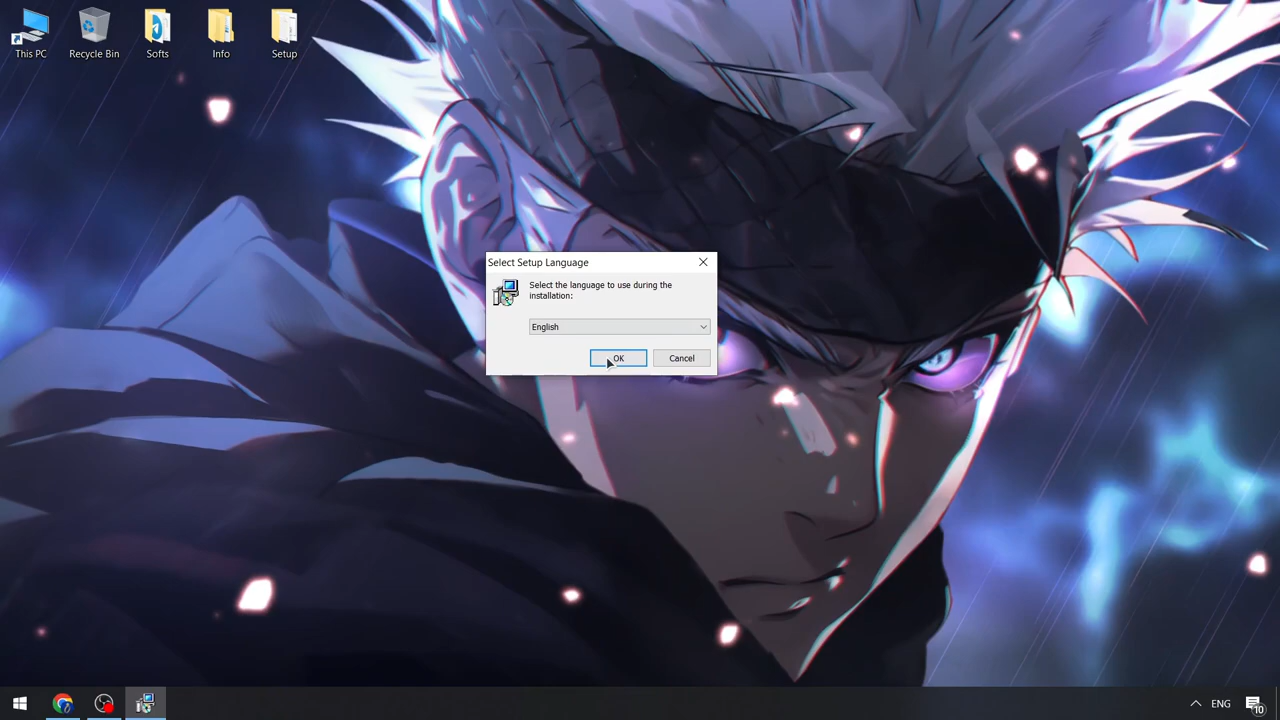 This PC
Recycle Bin
Softs
Info
Setup
Select Setup Language
Select the language to use during the
installation:
English
OK
Cancel
ENG
10